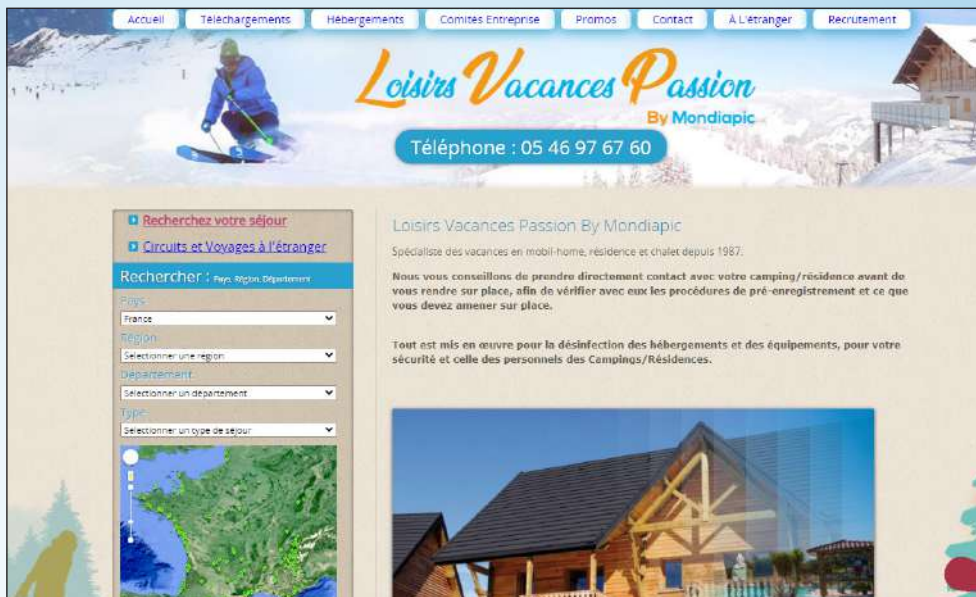 Accueil Téléchargements Hébergements Comités Entreprise Promos Contact À L'étranger Recrutement
Loisirs Vacances Passion
By Mondiapic
Téléphone : 05 46 97 67 60
Recherchez votre séjour
Circuits et Voyages à l'étranger
Rechercher : Pays, Région, Département
Pays
France
Région
Selectionner une région
Département
Sélectionner un département
Type
Sélectionner un type de séjour
Loisirs Vacances Passion By Mondiapic
Spécialiste des vacances en mobil-home, résidence et chalet depuis 1987.
Nous vous conseillons de prendre directement contact avec votre camping/résidence avant de
vous rendre sur place, afin de vérifier avec eux les procédures de pré-enregistrement et ce que
vous devez amener sur place.
Tout est mis en œuvre pour la désinfection des hébergements et des équipements, pour votre
sécurité et celle des personnels des Campings/Résidences.